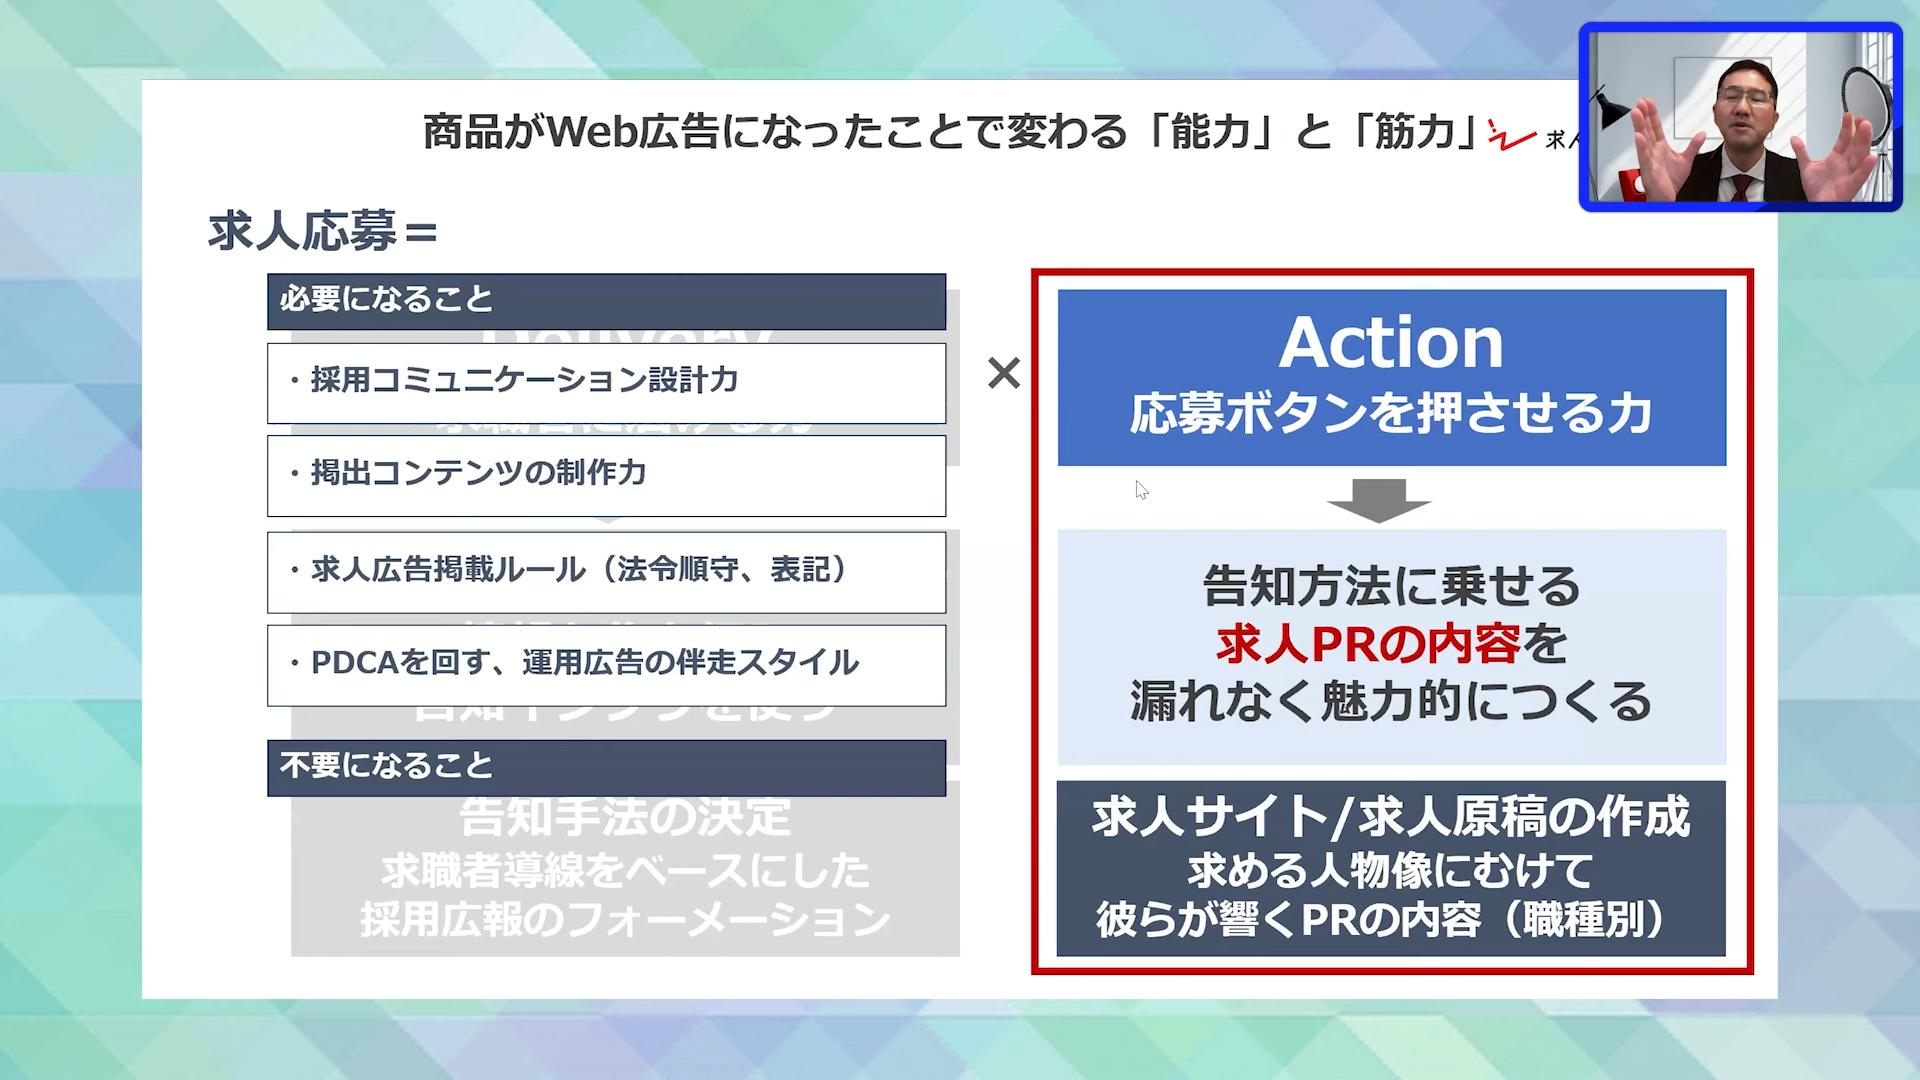 商品がWeb広告になったことで変わる「能力」と「筋力」
求人
求人応募＝
必要になること
・採用コミュニケーション設計力
・掲出コンテンツの制作力
・求人広告掲載ルール（法令順守、表記）
・PDCAを回す、運用広告の伴走スタイル
不要になること
告知手法の決定
求職者導線をベースにした
採用広報のフォーメーション
×
Action
応募ボタンを押させる力
告知方法に乗せる
求人PRの内容を
漏れなく魅力的につくる
求人サイト/求人原稿の作成
求める人物像にむけて
彼らが響くPRの内容（職種別）